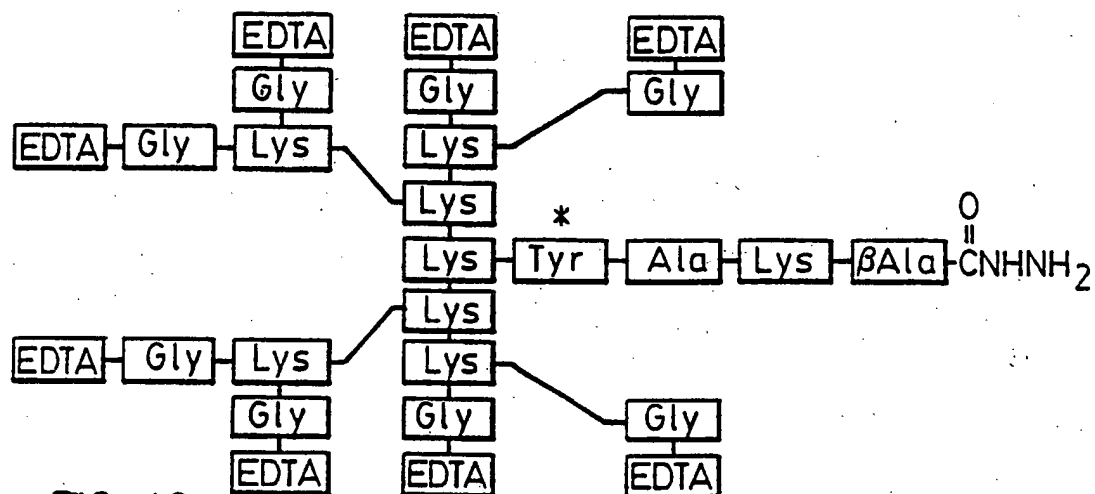 EDTA EDTA EDTA
Gly Gly Gly
EDTA Gly Lys Lys
Lys
*
O
Lys Tyr Ala Lys βAla CNHNH2
Lys
EDTA Gly Lys Lys
Gly Gly Gly
EDTA EDTA EDTA